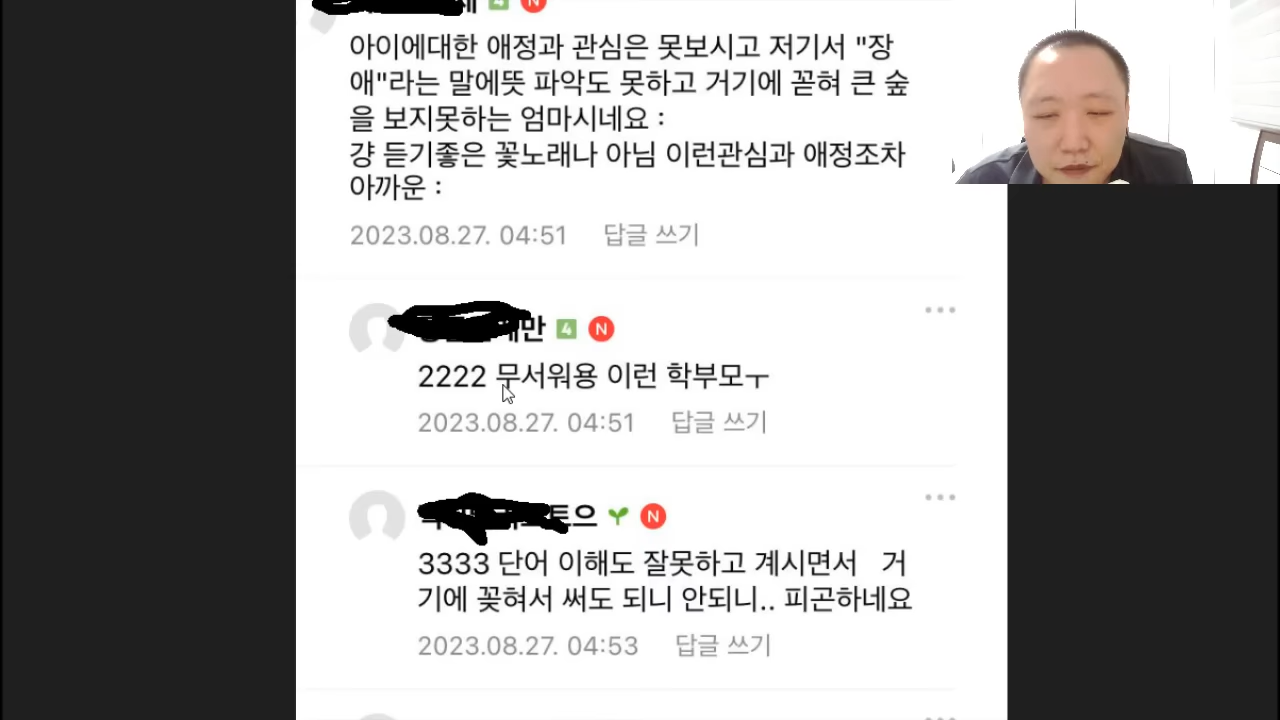 아이에대한 애정과 관심은 못보시고 저기서 "장
애"라는 말에뜻 파악도 못하고 거기에 꼳혀 큰 숲
을 보지못하는 엄마시네요 :
걍 듣기좋은 꽃노래나 아님 이런관심과 애정조차
아까운 :
2023.08.27. 04:51 답글 쓰기
만 4 N
2222 무서워용 이런 학부모ㅜ
2023.08.27. 04:51 답글 쓰기
트으 N
3333 단어 이해도 잘못하고 계시면서 거
기에 꽂혀서 써도 되니 안되니.. 피곤하네요
2023.08.27. 04:53 답글 쓰기